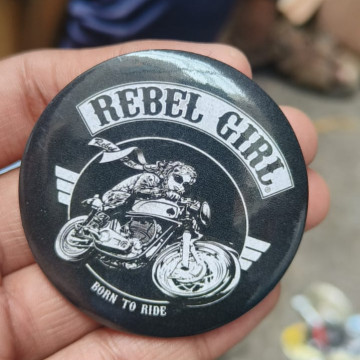 REBEL GIRL
BORN TO RIDE